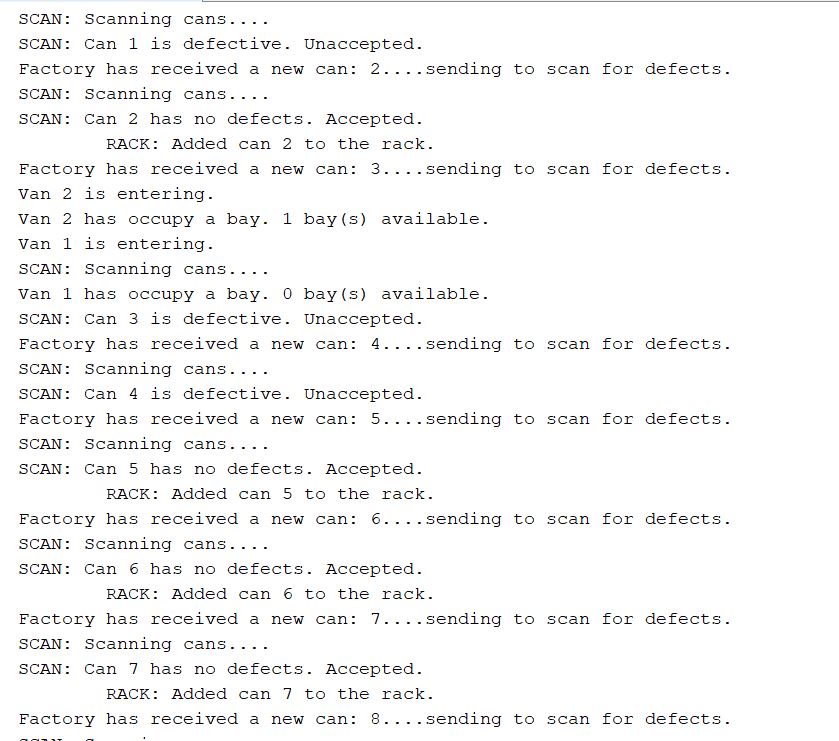 SCAN: Scanning cans....
SCAN: Can 1 is defective. Unaccepted.
Factory has received a new can: 2....sending to scan for defects.
SCAN: Scanning cans....
SCAN: Can 2 has no defects. Accepted.
RACK: Added can 2 to the rack.
Factory has received a new can: 3....sending to scan for defects.
Van 2 is entering.
Van 2 has occupy a bay. 1 bay(s) available.
Van 1 is entering.
SCAN: Scanning cans....
Van 1 has occupy a bay. 0 bay(s) available.
SCAN: Can 3 is defective. Unaccepted.
Factory has received a new can: 4....sending to scan for defects.
SCAN: Scanning cans....
SCAN: Can 4 is defective. Unaccepted.
Factory has received a new can: 5....sending to scan for defects.
SCAN: Scanning cans....
SCAN: Can 5 has no defects. Accepted.
RACK: Added can 5 to the rack.
Factory has received a new can: 6....sending to scan for defects.
SCAN: Scanning cans....
SCAN: Can 6 has no defects. Accepted.
RACK: Added can 6 to the rack.
Factory has received a new can: 7....sending to scan for defects.
SCAN: Scanning cans....
SCAN: Can 7 has no defects. Accepted.
RACK: Added can 7 to the rack.
Factory has received a new can: 8....sending to scan for defects.